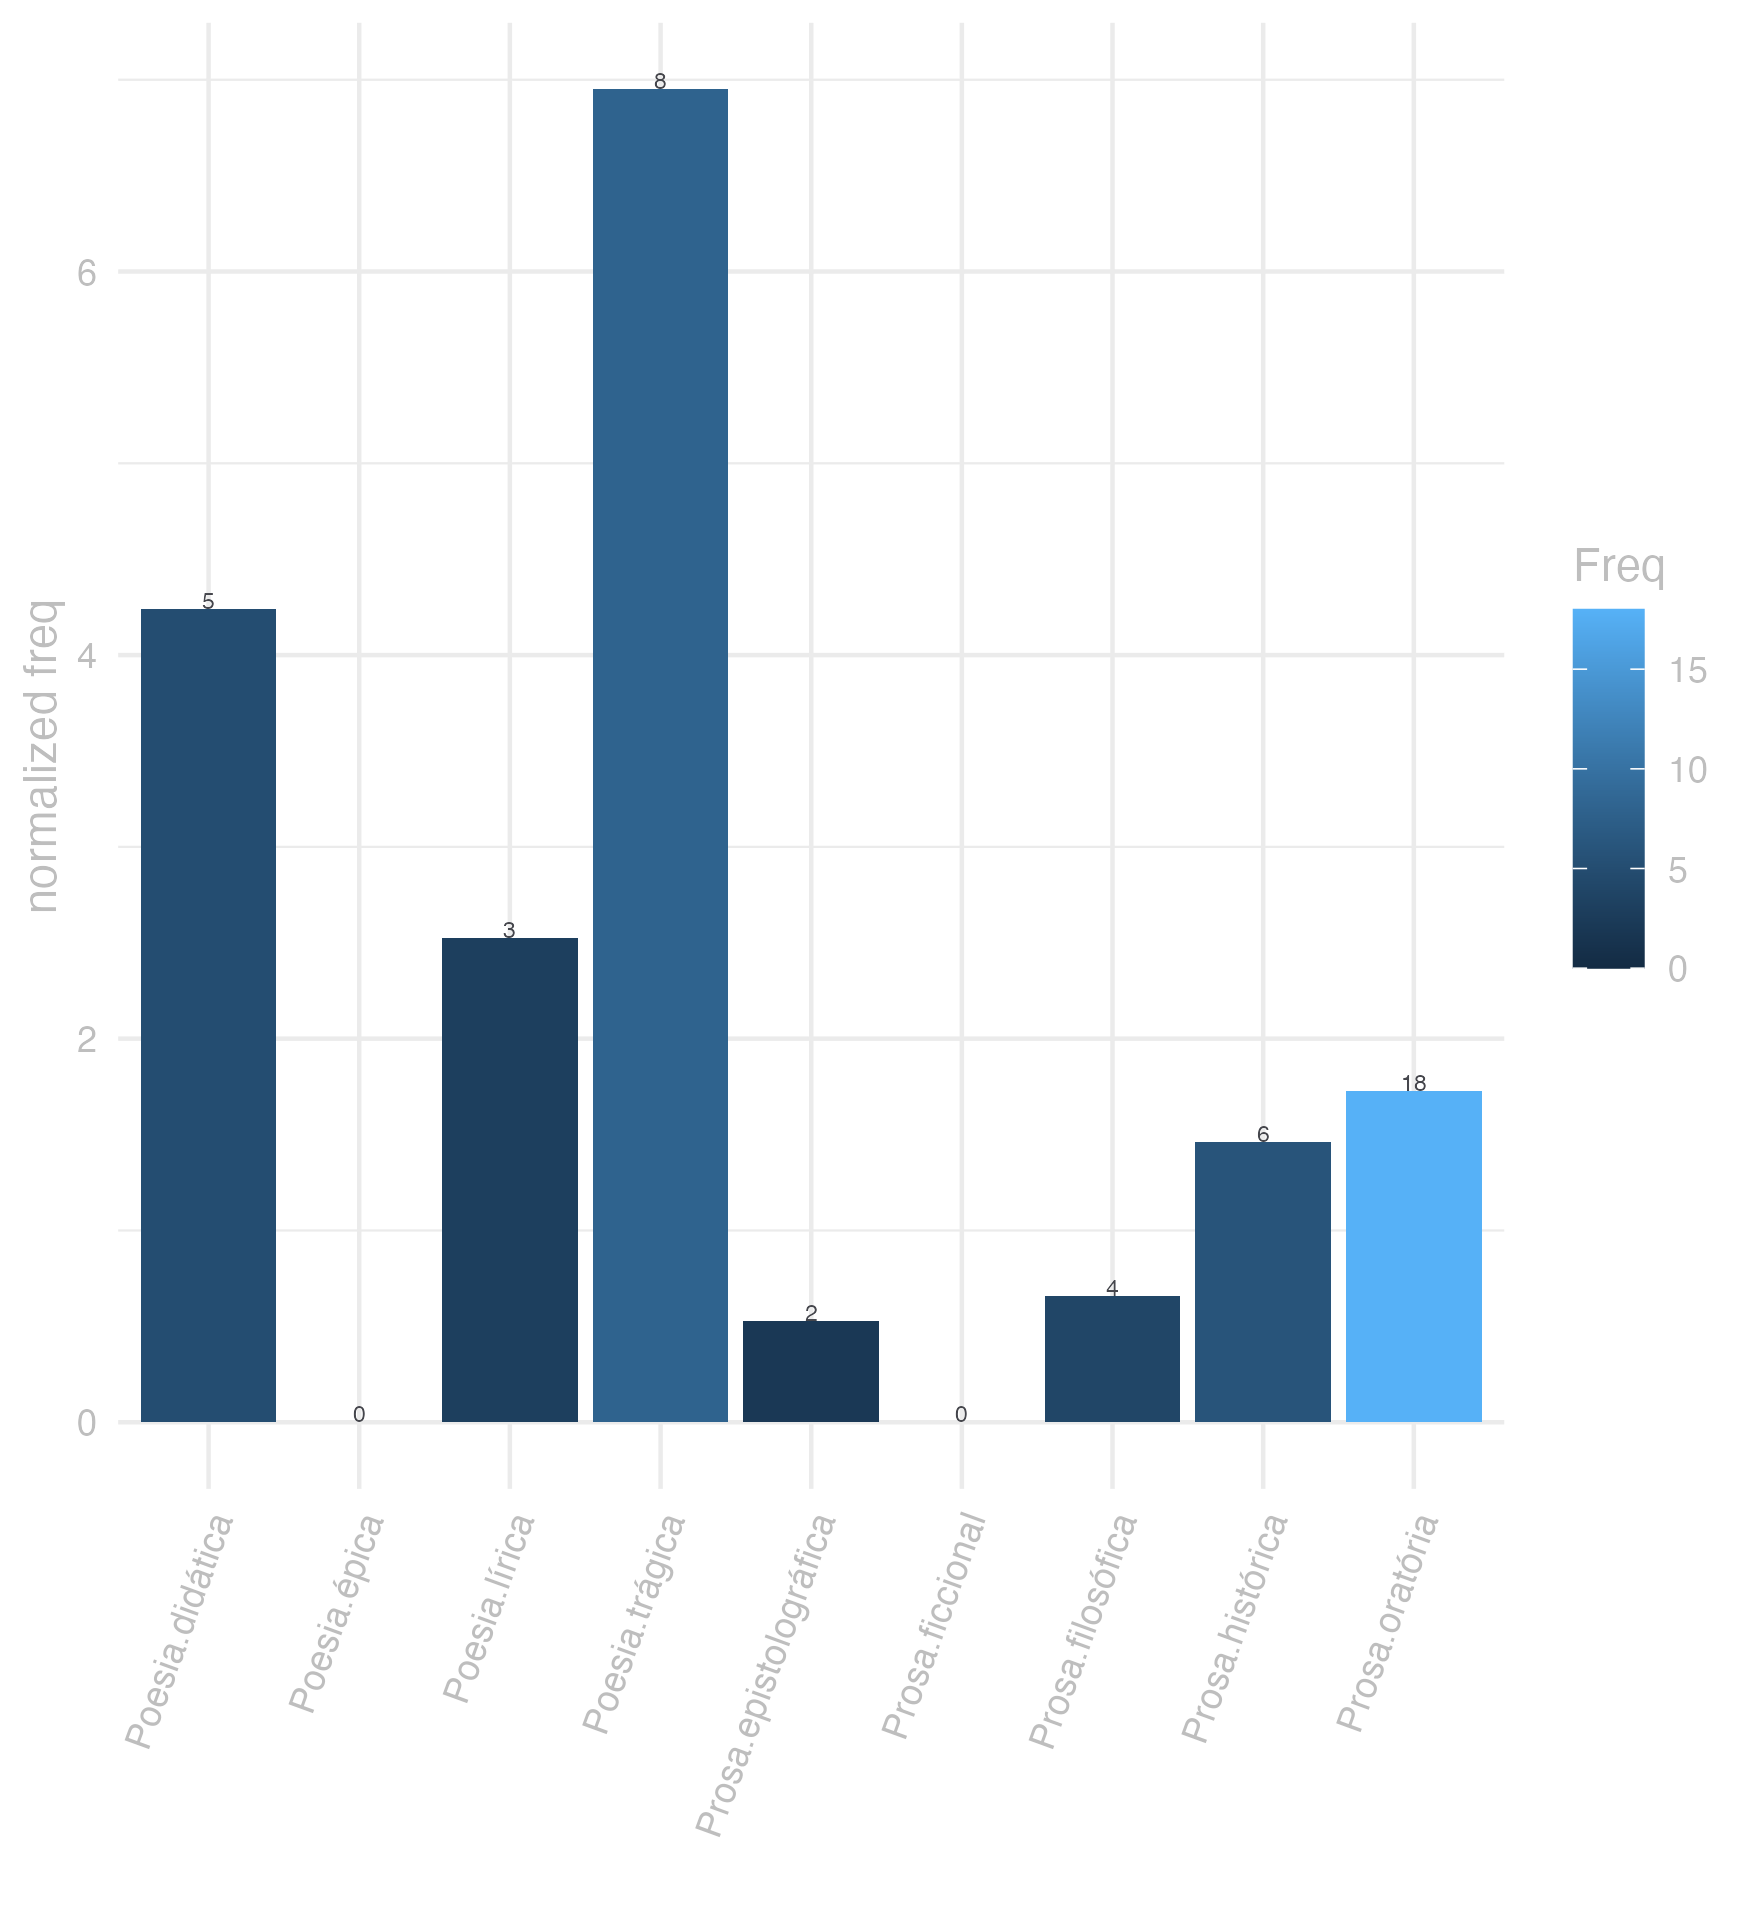 normalized freq
6
4
2
0
5
0
3
8
2
0
4
6
18
Poesia.didática
Poesia.épica
Poesia.lírica
Poesia.trágica
Prosa.epistolográfica
Prosa.ficcional
Prosa.filosófica
Prosa.histórica
Prosa.oratória
Freq
15
10
5
0